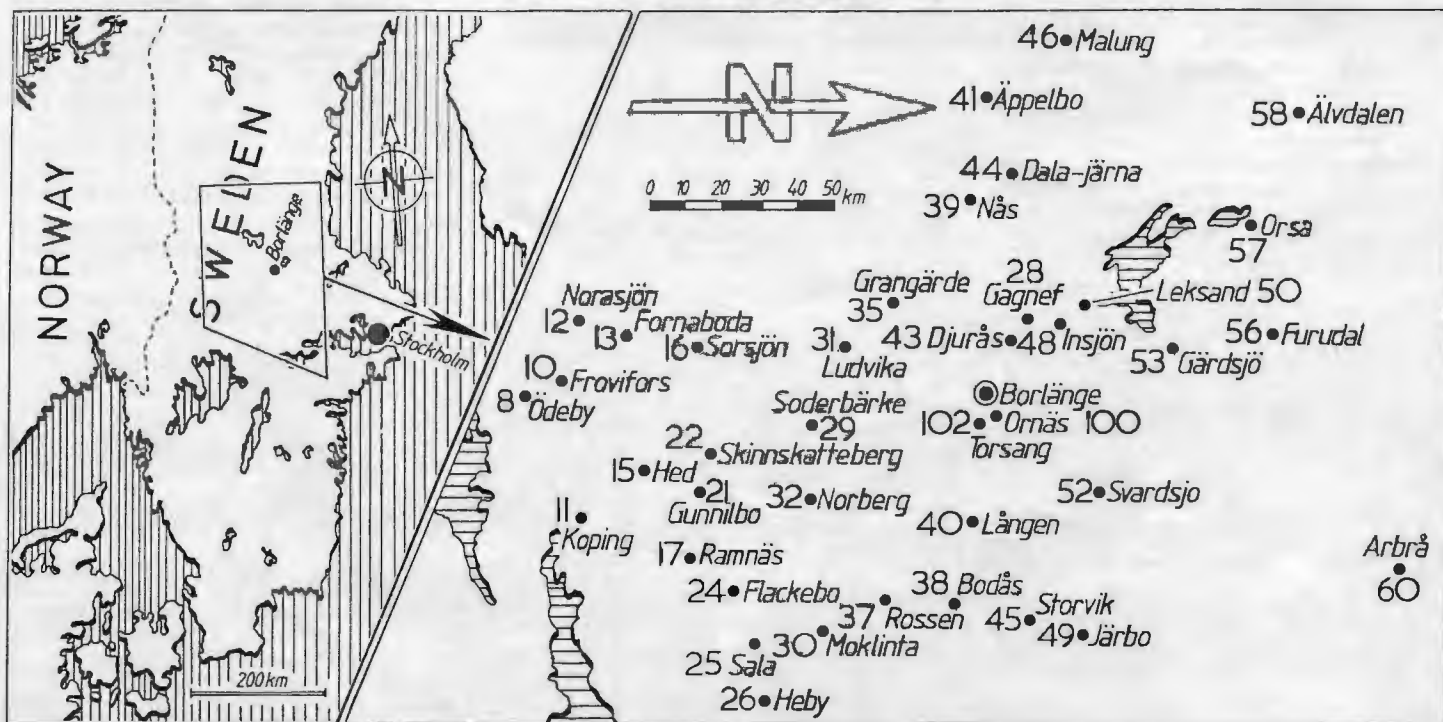 NORWAY
SWEDEN
Borlänge
N
Stockholm
200km
N
0 10 20 30 40 50 km
46 Malung
41 Äppelbo
58 Älvdalen
44 Dala-järna
39 Nås
Orsa
57
Grangärde
35
28
Gagnef
Leksand 50
Norasjön
12
13 Fornaboda
16 Sörsjön
31
Ludvika
43 Djurås
48 Insjön
53
Gärdsjö
56 Furudal
10 Frovifors
8 Ödeby
Soderbärke
29
Borlänge
102
Torsang
Ornäs 100
22
Skinnskatteberg
15 Hed
21
Gunnilbo
32 Norberg
52 Svardsjo
11
Koping
40 Lången
17 Ramnäs
Arbrå
60
24 Flackebo
37
Rossen
38 Bodås
45 Storvik
49 Järbo
30
Moklinta
25 Sala
26 Heby